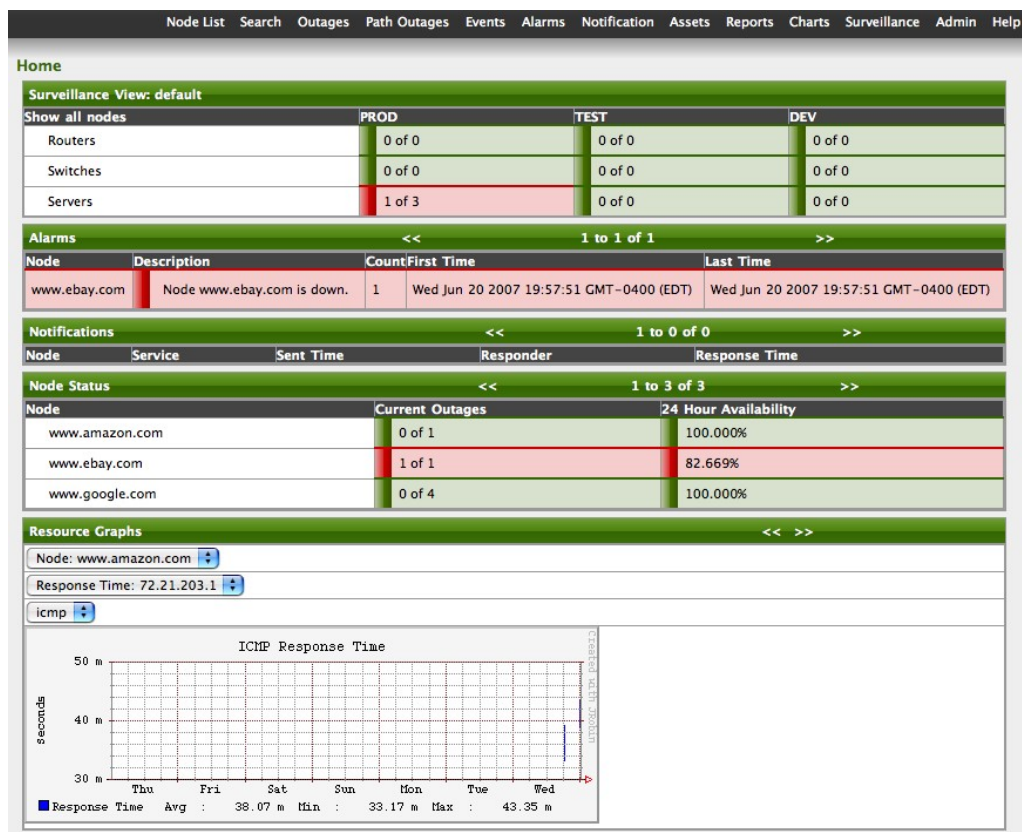 Node List Search Outages Path Outages Events Alarms Notification Assets Reports Charts Surveillance Admin Help
Home
Surveillance View: default
Show all nodes PROD TEST DEV
Routers 0 of 0 0 of 0 0 of 0
Switches 0 of 0 0 of 0 0 of 0
Servers 1 of 3 0 of 0 0 of 0
Alarms << 1 to 1 of 1 >>
Node Description Count First Time Last Time
www.ebay.com Node www.ebay.com is down. 1 Wed Jun 20 2007 19:57:51 GMT-0400 (EDT) Wed Jun 20 2007 19:57:51 GMT-0400 (EDT)
Notifications << 1 to 0 of 0 >>
Node Service Sent Time Responder Response Time
Node Status << 1 to 3 of 3 >>
Node Current Outages 24 Hour Availability
www.amazon.com 0 of 1 100.000%
www.ebay.com 1 of 1 82.669%
www.google.com 0 of 4 100.000%
Resource Graphs << >>
Node: www.amazon.com
Response Time: 72.21.203.1
icmp
ICMP Response Time
Created with JRobin
50 m
seconds
40 m
30 m
Thu Fri Sat Sun Mon Tue Wed
Response Time Avg : 38.07 m Min : 33.17 m Max : 43.35 m